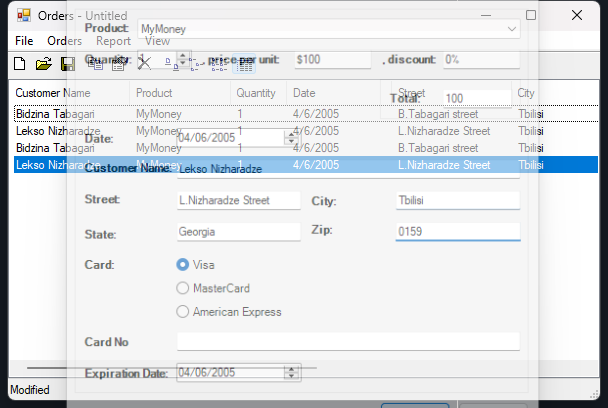 Orders - Untitled
Product: MyMoney
File Orders Report View
Quantity: 1 , price per unit: $100 , discount: 0%
Customer Name Product Quantity Date Street City
Total: 100
Bidzina Tabagari MyMoney 1 4/6/2005 B.Tabagari street Tbilisi
Lekso Nizharadze MyMoney 1 4/6/2005 L.Nizharadze Street Tbilisi
Date: 04/06/2005
Bidzina Tabagari MyMoney 1 4/6/2005 B.Tabagari street Tbilisi
Lekso Nizharadze MyMoney 1 4/6/2005 L.Nizharadze Street Tbilisi
Customer Name: Lekso Nizharadze
Street: L.Nizharadze Street City: Tbilisi
State: Georgia Zip: 0159
Card: Visa
MasterCard
American Express
Card No
Expiration Date: 04/06/2005
Modified